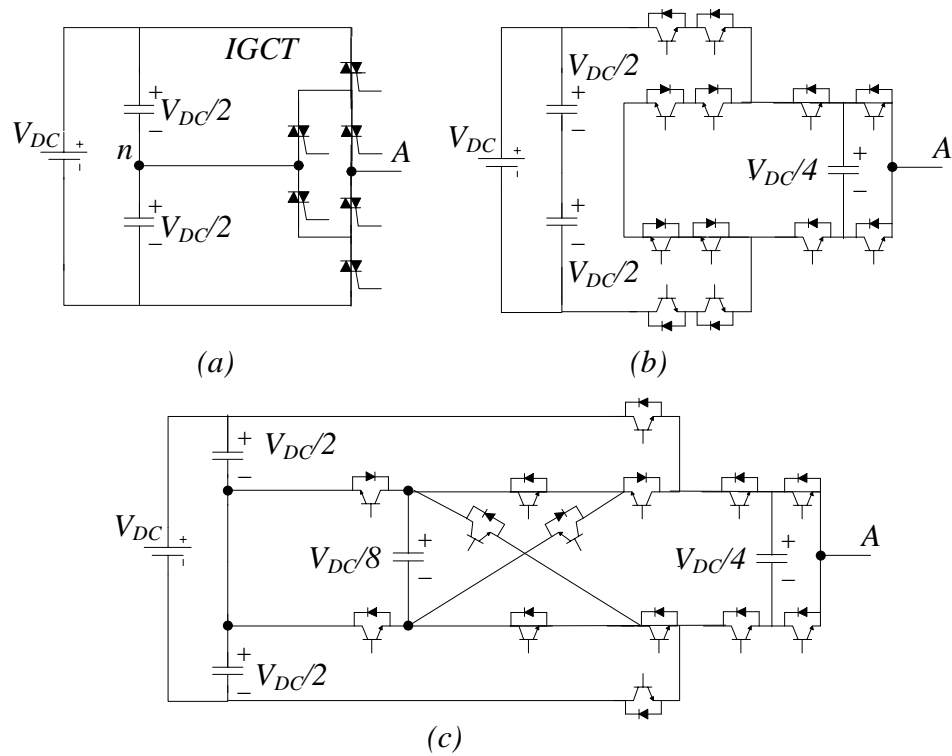 IGCT
+
V_DC/2
−
V_DC
+
-
n
A
+
V_DC/2
−
(a)
V_DC/2
+
−
V_DC
+
-
+
V_DC/4
−
A
+
−
V_DC/2
(b)
+
V_DC/2
−
V_DC
+
-
+
V_DC/8
−
+
V_DC/4
−
A
+
V_DC/2
−
(c)